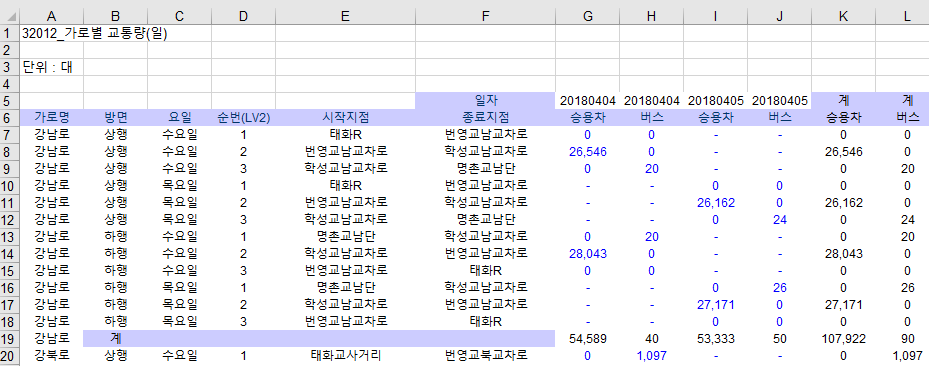 A B C D E F G H I J K L
1 32012_가로별 교통량(일)
2
3 단위 : 대
4
5 일자 20180404 20180404 20180405 20180405 계 계
6 가로명 방면 요일 순번(LV2) 시작지점 종료지점 승용차 버스 승용차 버스 승용차 버스
7 강남로 상행 수요일 1 태화R 번영교남교차로 0 0 - - 0 0
8 강남로 상행 수요일 2 번영교남교차로 학성교남교차로 26,546 0 - - 26,546 0
9 강남로 상행 수요일 3 학성교남교차로 명촌교남단 0 20 - - 0 20
10 강남로 상행 목요일 1 태화R 번영교남교차로 - - 0 0 0 0
11 강남로 상행 목요일 2 번영교남교차로 학성교남교차로 - - 26,162 0 26,162 0
12 강남로 상행 목요일 3 학성교남교차로 명촌교남단 - - 0 24 0 24
13 강남로 하행 수요일 1 명촌교남단 학성교남교차로 0 20 - - 0 20
14 강남로 하행 수요일 2 학성교남교차로 번영교남교차로 28,043 0 - - 28,043 0
15 강남로 하행 수요일 3 번영교남교차로 태화R 0 0 - - 0 0
16 강남로 하행 목요일 1 명촌교남단 학성교남교차로 - - 0 26 0 26
17 강남로 하행 목요일 2 학성교남교차로 번영교남교차로 - - 27,171 0 27,171 0
18 강남로 하행 목요일 3 번영교남교차로 태화R - - 0 0 0 0
19 강남로 계 54,589 40 53,333 50 107,922 90
20 강북로 상행 수요일 1 태화교사거리 번영교북교차로 0 1,097 - - 0 1,097